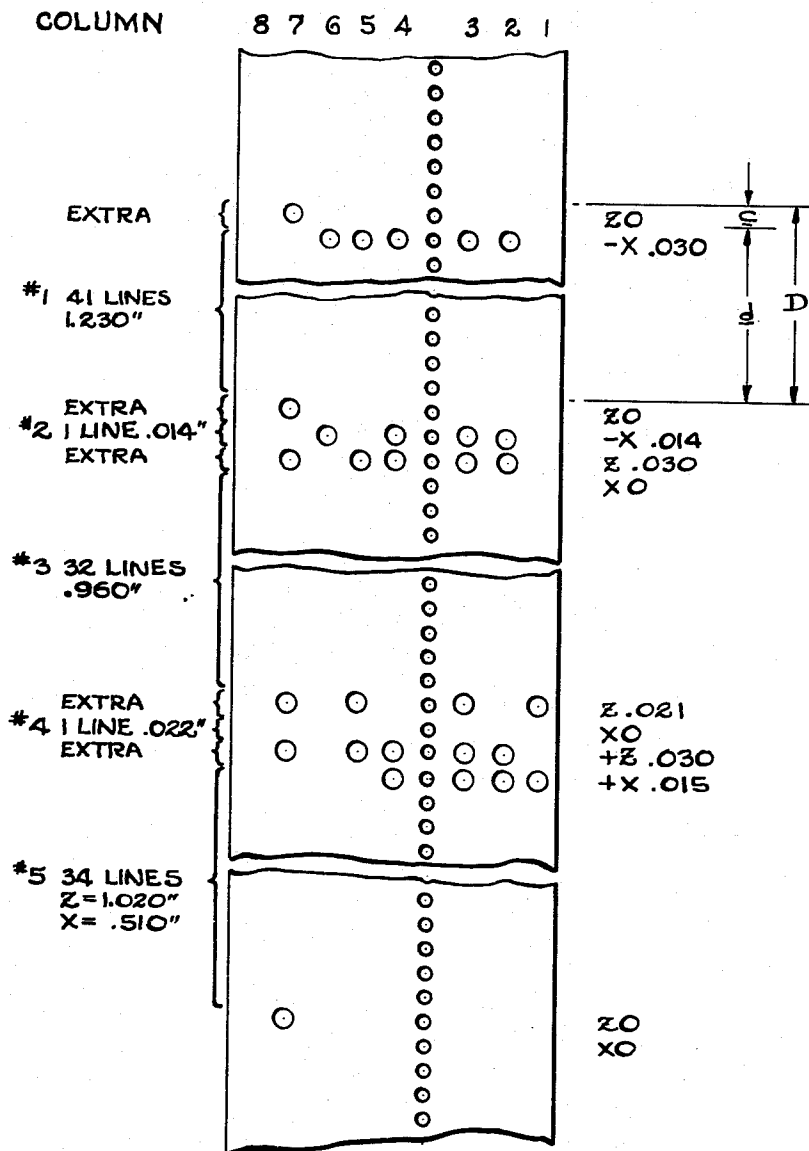 COLUMN 8 7 6 5 4 3 2 1
EXTRA
Z0
-X .030
#1 41 LINES
1.230"
D
EXTRA
Z0
#2 1 LINE .014"
-X .014
EXTRA
Z .030
X0
#3 32 LINES
.960"
EXTRA
Z .021
#4 1 LINE .022"
X0
EXTRA
+Z .030
+X .015
#5 34 LINES
Z=1.020"
X= .510"
Z0
X0